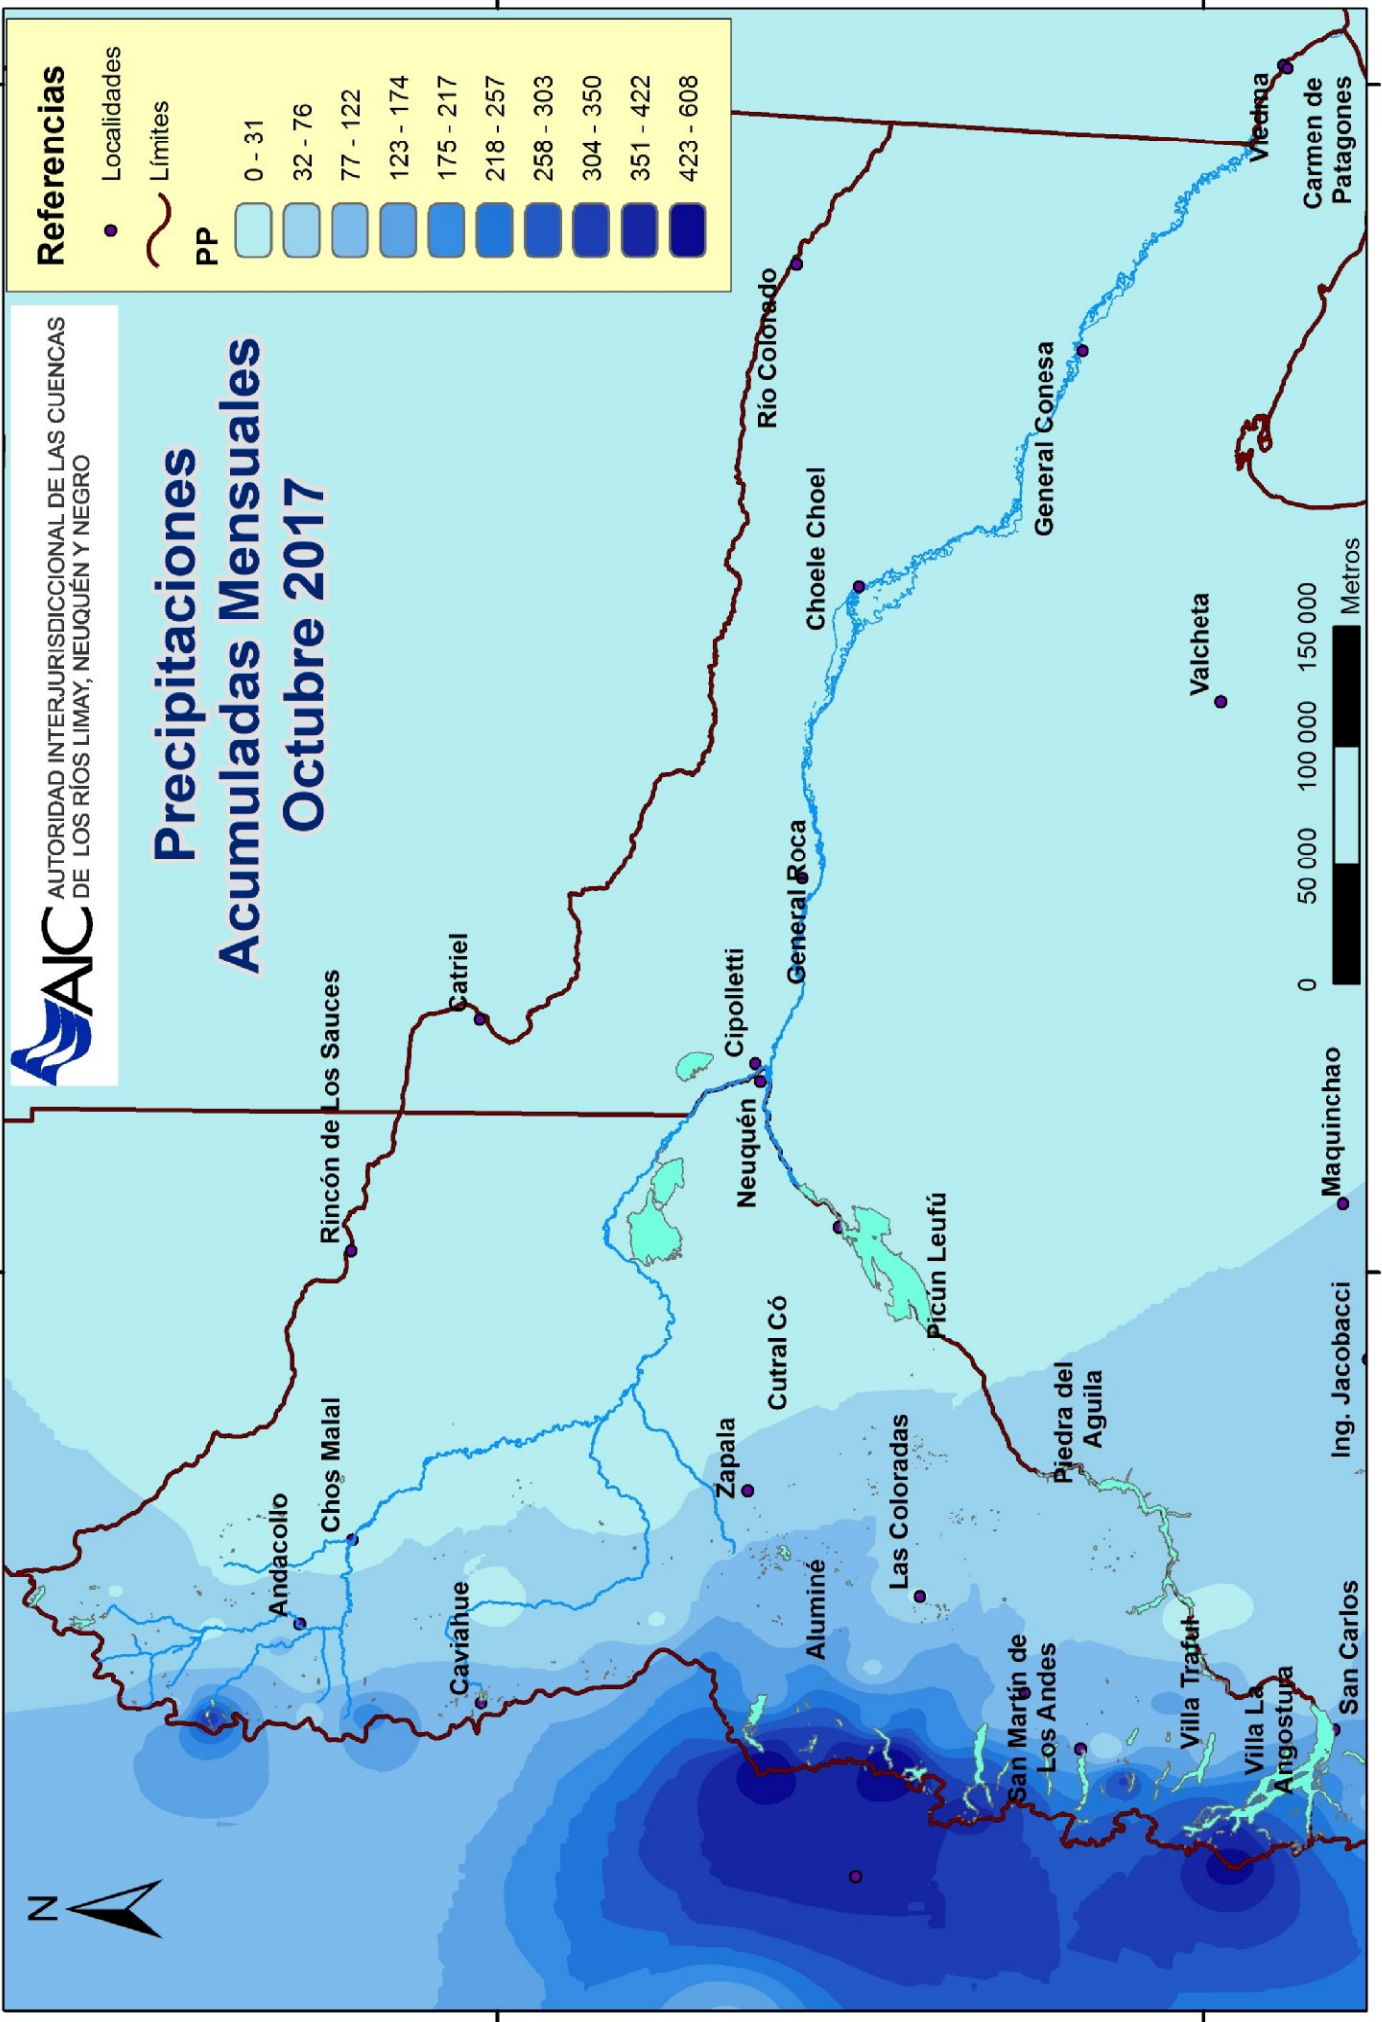 AIC
AUTORIDAD INTERJURISDICCIONAL DE LAS CUENCAS
DE LOS RÍOS LIMAY, NEUQUÉN Y NEGRO
Precipitaciones
Acumuladas Mensuales
Octubre 2017
Referencias
Localidades
Límites
PP
0 - 31
32 - 76
77 - 122
123 - 174
175 - 217
218 - 257
258 - 303
304 - 350
351 - 422
423 - 608
N
Andacollo
Chos Malal
Rincón de Los Sauces
Catriel
Caviahue
Zapala
Cutral Có
Neuquén
Cipolletti
General Roca
Choele Choel
Río Colorado
Aluminé
Las Coloradas
Picún Leufú
General Conesa
San Martín de
Los Andes
Piedra del
Aguila
Villa Traful
Valcheta
Viedma
Villa La
Angostura
Carmen de
Patagones
San Carlos
Ing. Jacobacci
Maquinchao
0 50 000 100 000 150 000
Metros